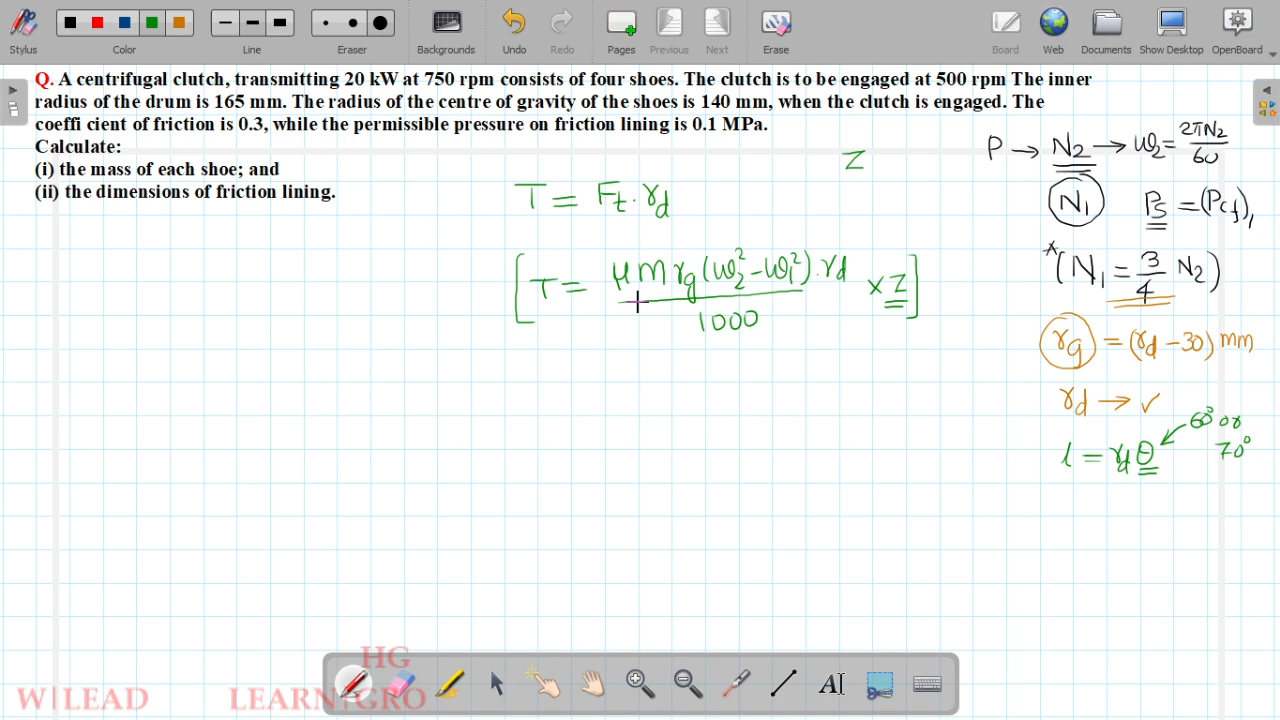 Stylus Color Line Eraser Backgrounds Undo Redo Pages Previous Next Erase Board Web Documents Show Desktop OpenBoard
Q. A centrifugal clutch, transmitting 20 kW at 750 rpm consists of four shoes. The clutch is to be engaged at 500 rpm The inner
radius of the drum is 165 mm. The radius of the centre of gravity of the shoes is 140 mm, when the clutch is engaged. The
coeffi cient of friction is 0.3, while the permissible pressure on friction lining is 0.1 MPa.
Calculate:
(i) the mass of each shoe; and
(ii) the dimensions of friction lining.
Z
P → N₂ → ω₂ = 2πN₂/60
N₁ Ps = (Pcf)₁
T = Ft · rd
T = μ m rg (ω₂² - ω₁²) · rd / 1000 × Z
* (N₁ = 3/4 N₂)
rg = (rd - 30) mm
rd → ✓
l = rd θ
60° or
70°
HG
W|LEAD LEARN|GRO
AI